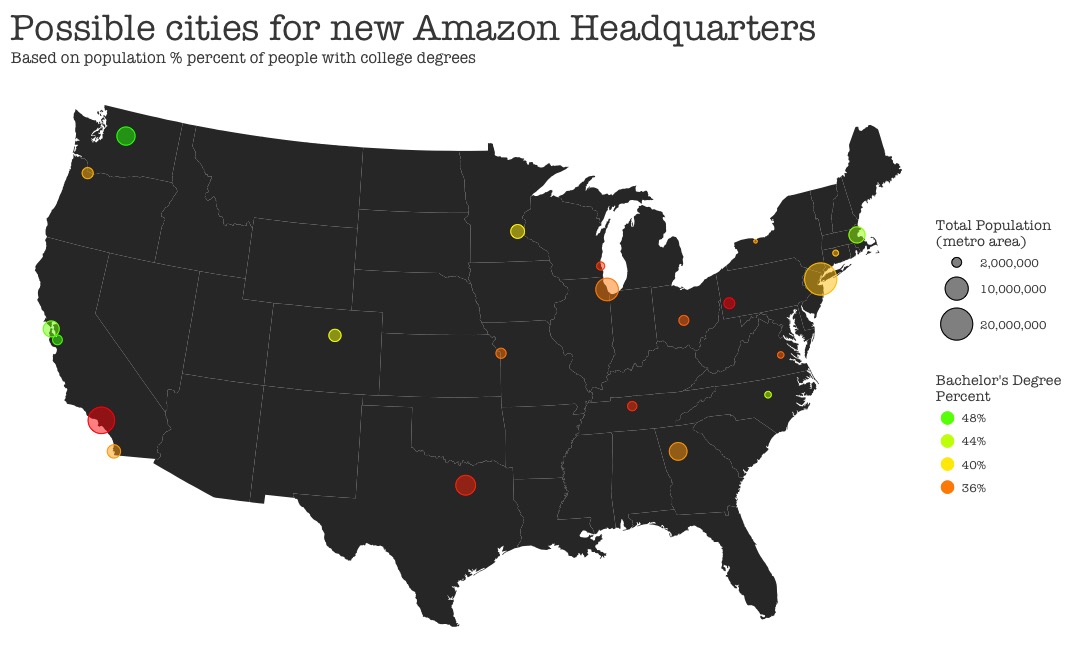 Possible cities for new Amazon Headquarters
Based on population % percent of people with college degrees
Total Population
(metro area)
2,000,000
10,000,000
20,000,000
Bachelor's Degree
Percent
48%
44%
40%
36%